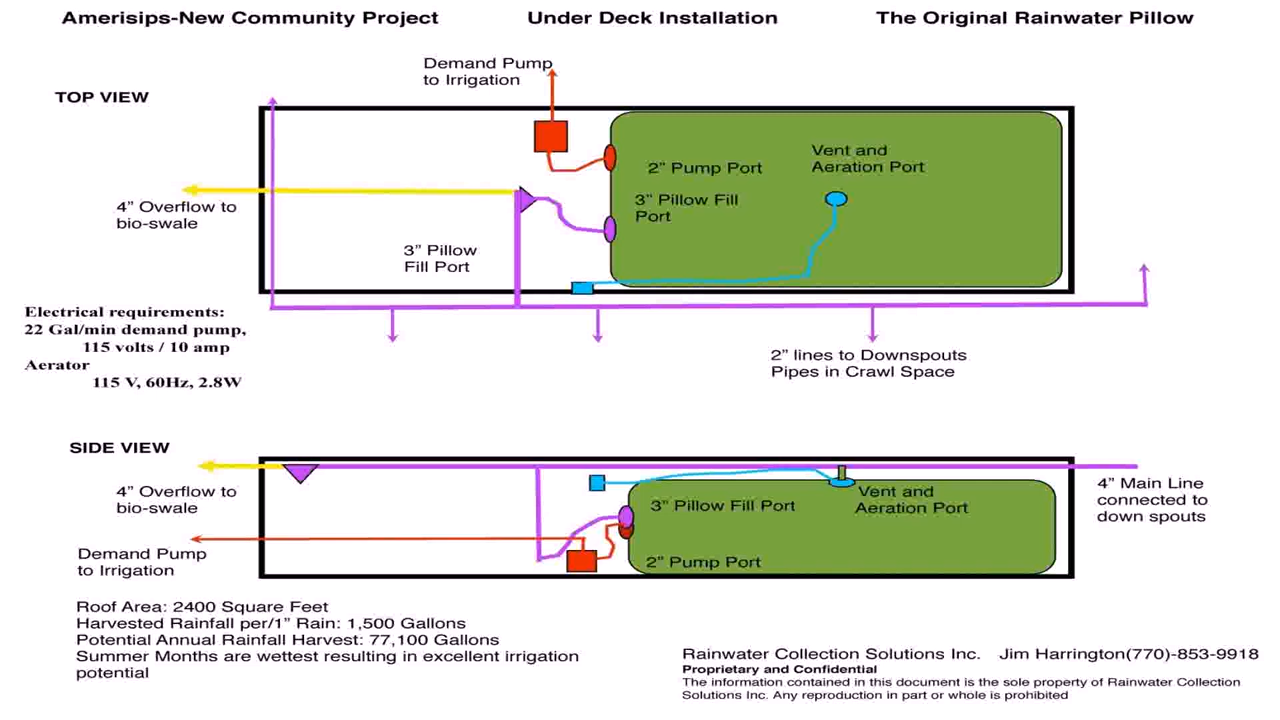 Amerisips-New Community Project
Under Deck Installation
The Original Rainwater Pillow
Demand Pump
to Irrigation
TOP VIEW
Vent and
Aeration Port
2” Pump Port
3” Pillow Fill
Port
4” Overflow to
bio-swale
3” Pillow
Fill Port
Electrical requirements:
22 Gal/min demand pump,
115 volts / 10 amp
Aerator
115 V, 60Hz, 2.8W
2” lines to Downspouts
Pipes in Crawl Space
SIDE VIEW
4” Overflow to
bio-swale
3” Pillow Fill Port
Vent and
Aeration Port
4” Main Line
connected to
down spouts
Demand Pump
to Irrigation
2” Pump Port
Roof Area: 2400 Square Feet
Harvested Rainfall per/1” Rain: 1,500 Gallons
Potential Annual Rainfall Harvest: 77,100 Gallons
Summer Months are wettest resulting in excellent irrigation
potential
Rainwater Collection Solutions Inc. Jim Harrington(770)-853-9918
Proprietary and Confidential
The information contained in this document is the sole property of Rainwater Collection
Solutions Inc. Any reproduction in part or whole is prohibited